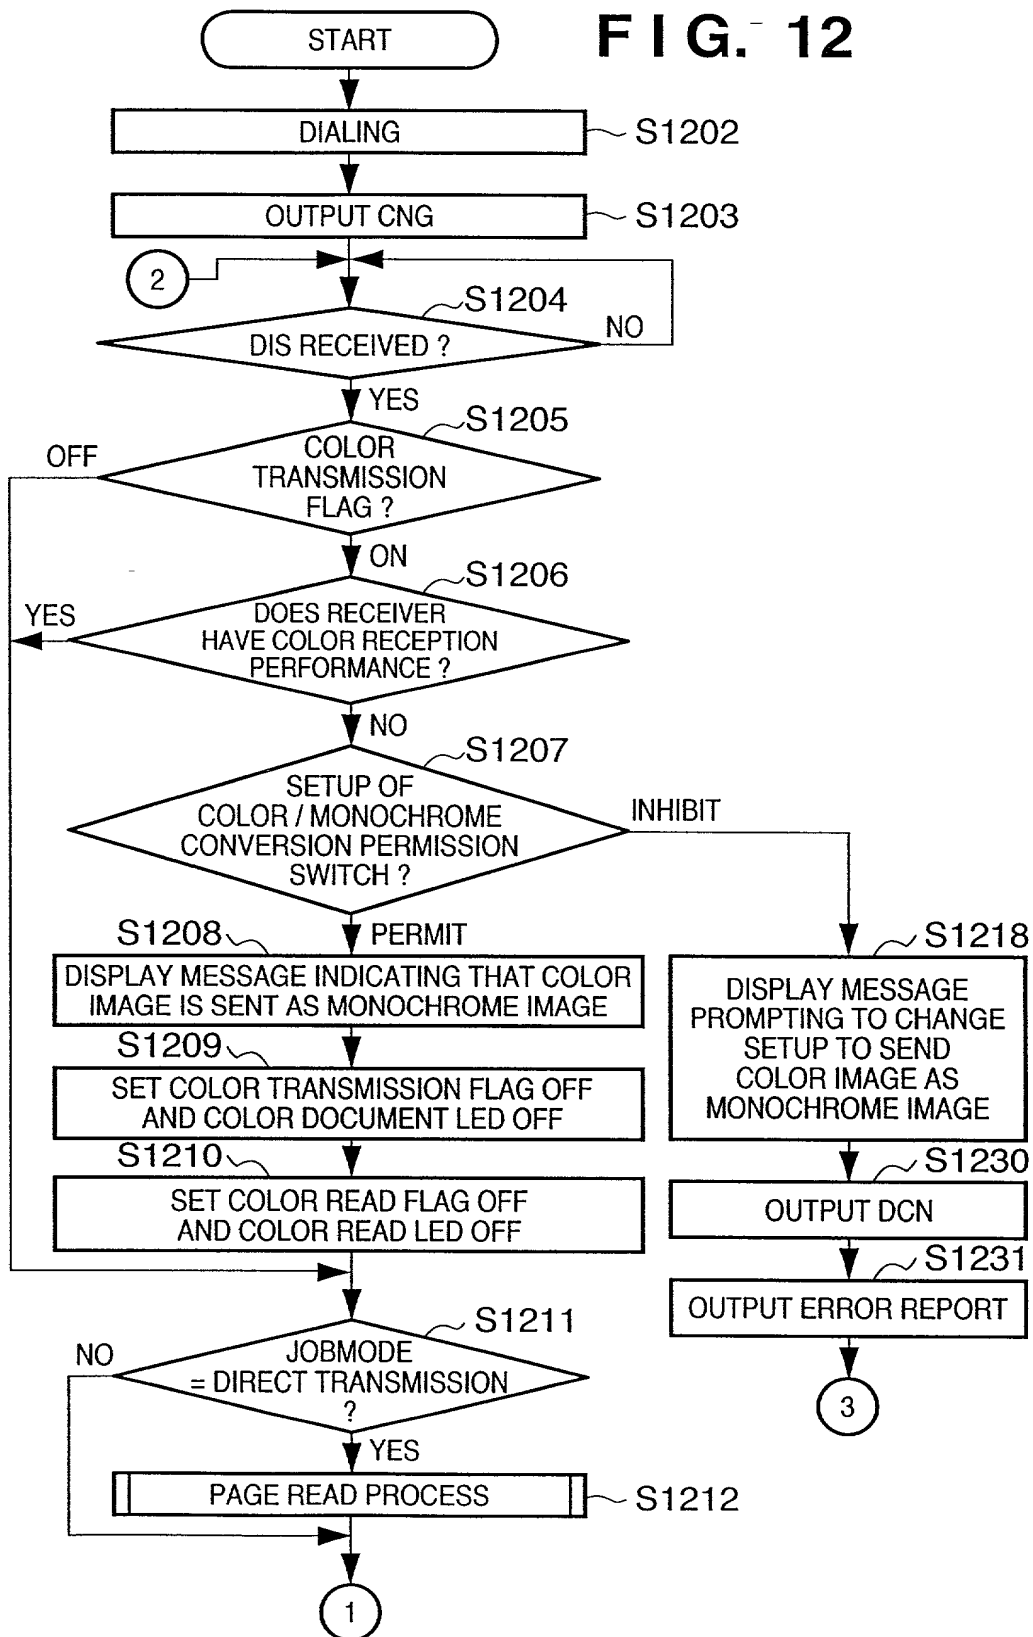 FIG. 12
START
DIALING
S1202
OUTPUT CNG
S1203
2
S1204
DIS RECEIVED ?
NO
YES
S1205
OFF
COLOR
TRANSMISSION
FLAG ?
ON
S1206
YES
DOES RECEIVER
HAVE COLOR RECEPTION
PERFORMANCE ?
NO
S1207
SETUP OF
COLOR / MONOCHROME
CONVERSION PERMISSION
SWITCH ?
INHIBIT
PERMIT
S1208
DISPLAY MESSAGE INDICATING THAT COLOR
IMAGE IS SENT AS MONOCHROME IMAGE
S1209
SET COLOR TRANSMISSION FLAG OFF
AND COLOR DOCUMENT LED OFF
S1210
SET COLOR READ FLAG OFF
AND COLOR READ LED OFF
S1218
DISPLAY MESSAGE
PROMPTING TO CHANGE
SETUP TO SEND
COLOR IMAGE AS
MONOCHROME IMAGE
S1230
OUTPUT DCN
S1231
OUTPUT ERROR REPORT
3
S1211
NO
JOBMODE
= DIRECT TRANSMISSION
?
YES
PAGE READ PROCESS
S1212
1